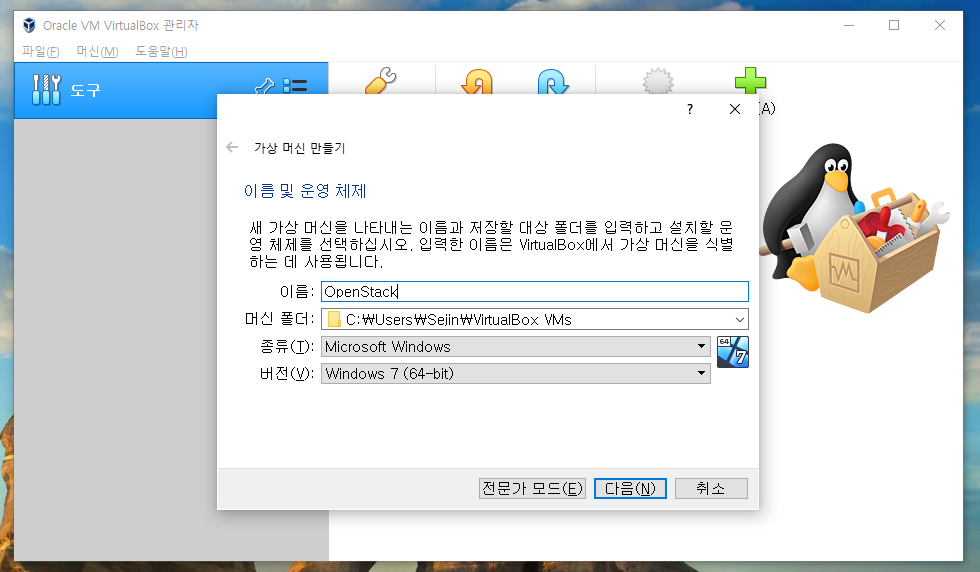 Oracle VM VirtualBox 관리자
파일(F) 머신(M) 도움말(H)
도구
(A)
?
가상 머신 만들기
이름 및 운영 체제
새 가상 머신을 나타내는 이름과 저장할 대상 폴더를 입력하고 설치할 운
영 체제를 선택하십시오. 입력한 이름은 VirtualBox에서 가상 머신을 식별
하는 데 사용됩니다.
이름: OpenStack
머신 폴더: C:₩Users₩Sejin₩VirtualBox VMs
종류(T): Microsoft Windows
64
7
버전(V): Windows 7 (64-bit)
전문가 모드(E) 다음(N) 취소